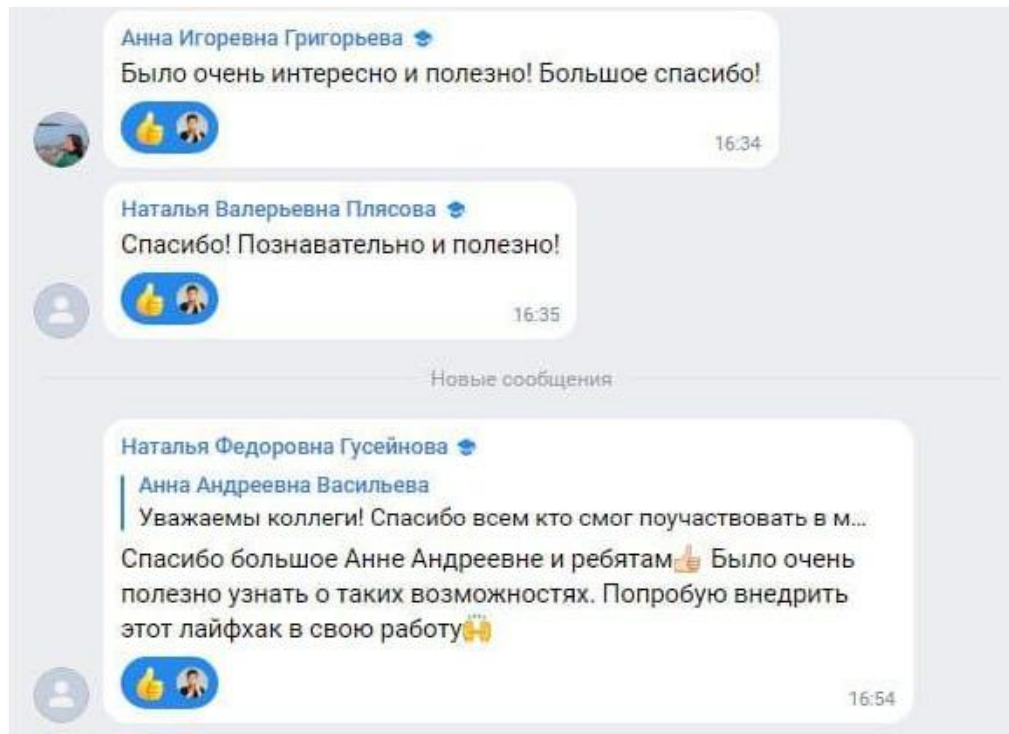 Анна Игоревна Григорьева
Было очень интересно и полезно! Большое спасибо!
16:34
Наталья Валерьевна Плясова
Спасибо! Познавательно и полезно!
16:35
Новые сообщения
Наталья Федоровна Гусейнова
Анна Андреевна Васильева
Уважаемы коллеги! Спасибо всем кто смог поучаствовать в м...
Спасибо большое Анне Андреевне и ребятам👍🏻 Было очень
полезно узнать о таких возможностях. Попробую внедрить
этот лайфхак в свою работу🙌
16:54